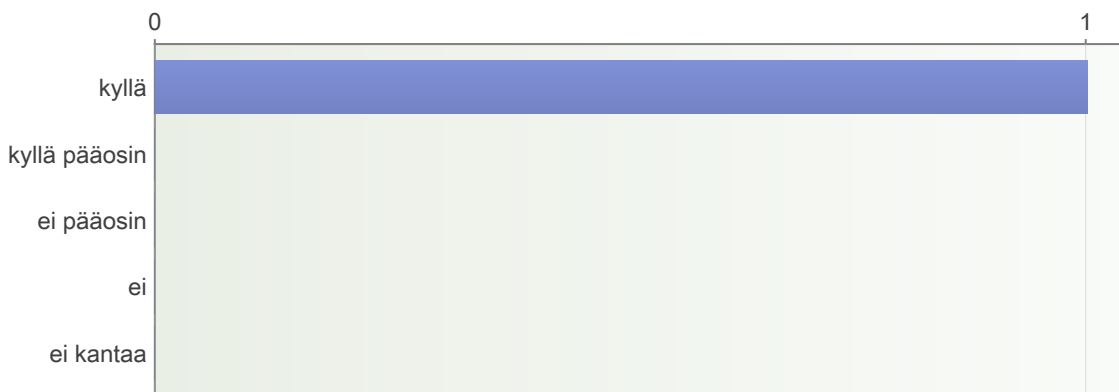 0 1
kyllä
kyllä pääosin
ei pääosin
ei
ei kantaa